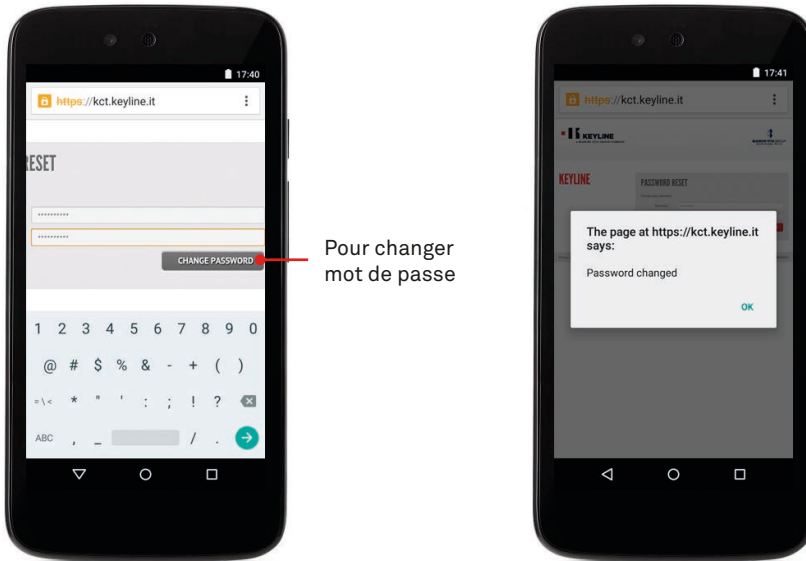 17:40
https://kct.keyline.it
RESET
••••••••••
••••••••••
CHANGE PASSWORD
1 2 3 4 5 6 7 8 9 0
@ # $ % & - + ( )
= \ < * " ' : ; ! ?
ABC , _ / .
Pour changer
mot de passe
17:41
https://kct.keyline.it
KEYLINE
KEYLINE
PASSWORD RESET
The page at https://kct.keyline.it
says:
Password changed
OK